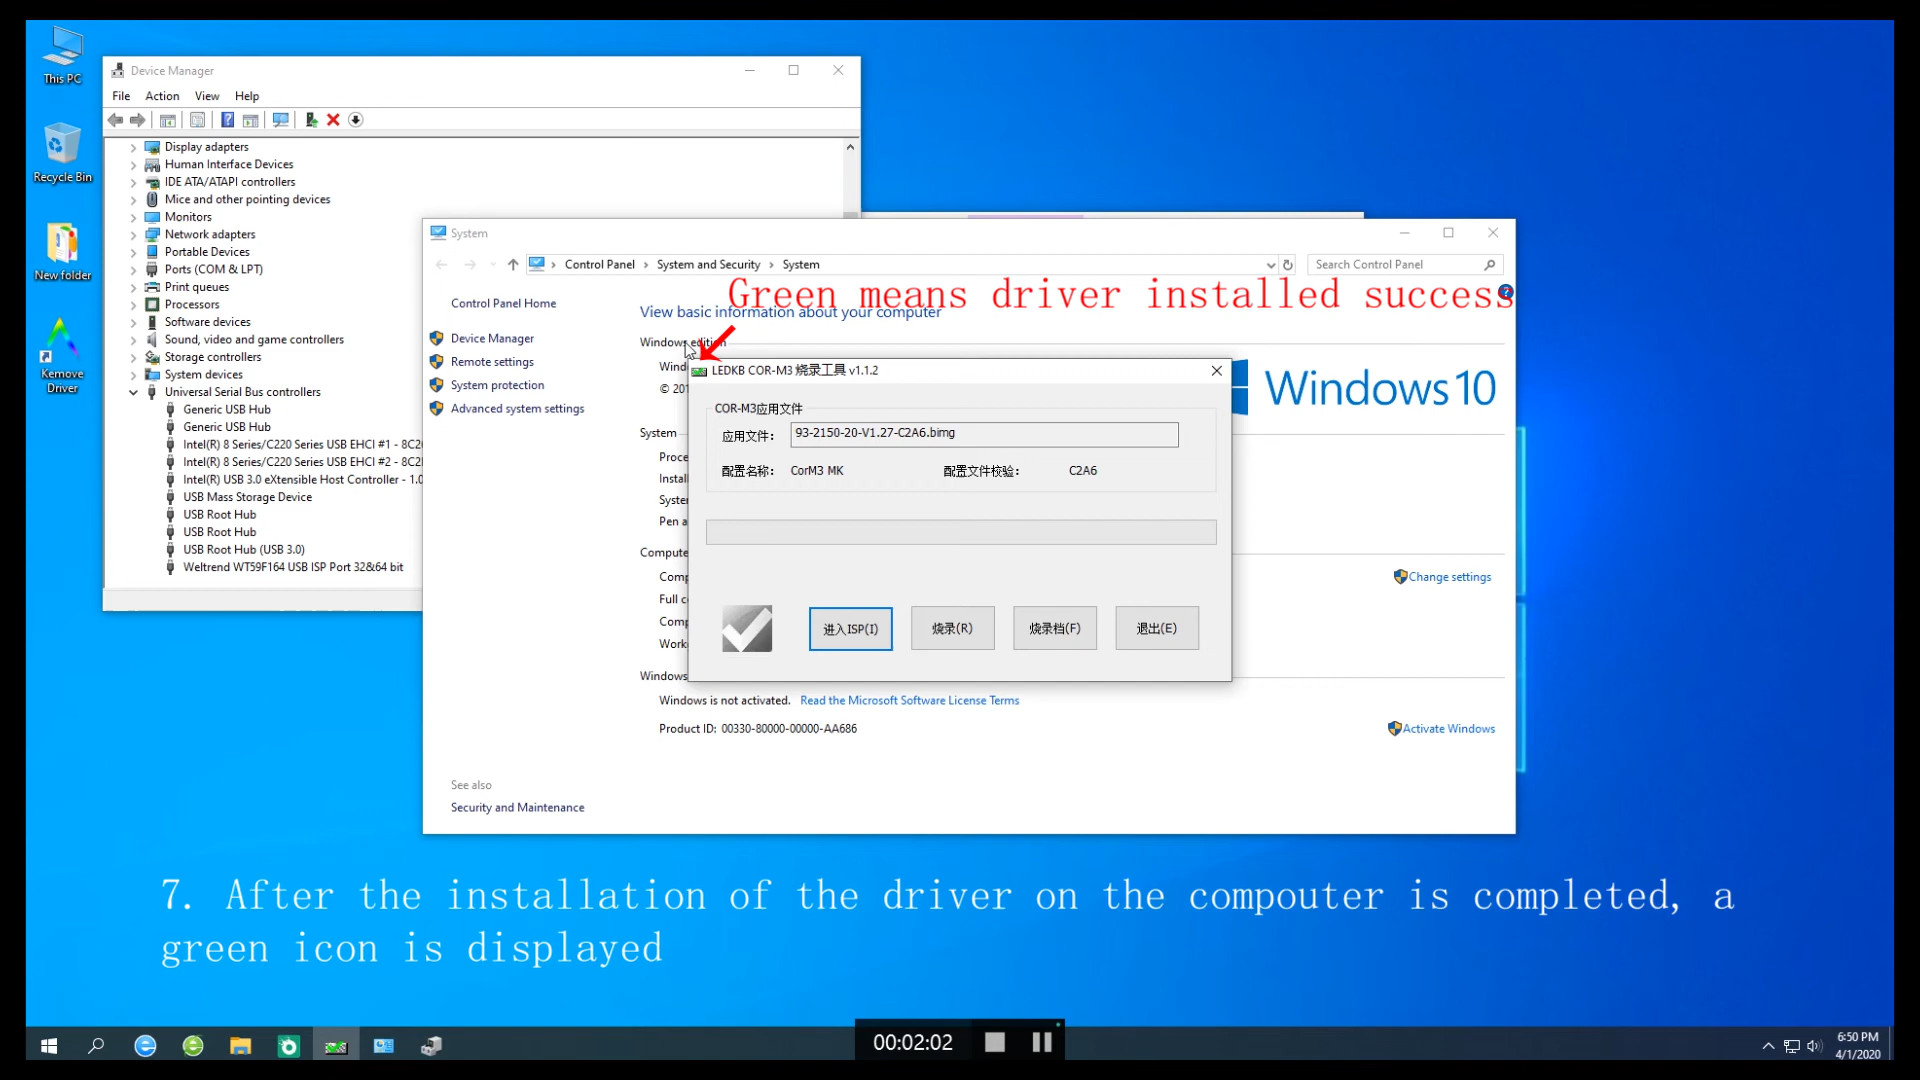 This PC
Recycle Bin
New folder
Remove
Driver
Device Manager
File Action View Help
Display adapters
Human Interface Devices
IDE ATA/ATAPI controllers
Mice and other pointing devices
Monitors
Network adapters
Portable Devices
Ports (COM & LPT)
Print queues
Processors
Software devices
Sound, video and game controllers
Storage controllers
System devices
Universal Serial Bus controllers
Generic USB Hub
Generic USB Hub
Intel(R) 8 Series/C220 Series USB EHCI #1 - 8C2
Intel(R) 8 Series/C220 Series USB EHCI #2 - 8C2
Intel(R) USB 3.0 eXtensible Host Controller - 1.0
USB Mass Storage Device
USB Root Hub
USB Root Hub
USB Root Hub (USB 3.0)
Weltrend WT59F164 USB ISP Port 32&64 bit
System
Control Panel > System and Security > System
Search Control Panel
Green means driver installed success
Control Panel Home
Device Manager
Remote settings
System protection
Advanced system settings
See also
Security and Maintenance
View basic information about your computer
Windows edition
Wind
© 201
Windows 10
System
Proce
Install
Syste
Pen a
Compute
Comp
Full c
Comp
Work
Change settings
Windows
Windows is not activated. Read the Microsoft Software License Terms
Product ID: 00330-80000-00000-AA686
Activate Windows
LEDKB COR-M3 烧录工具 v1.1.2
COR-M3应用文件
应用文件: 93-2150-20-V1.27-C2A6.bimg
配置名称: CorM3 MK 配置文件校验: C2A6
进入ISP(I) 烧录(R) 烧录档(F) 退出(E)
7. After the installation of the driver on the compouter is completed, a
green icon is displayed
00:02:02
6:50 PM
4/1/2020